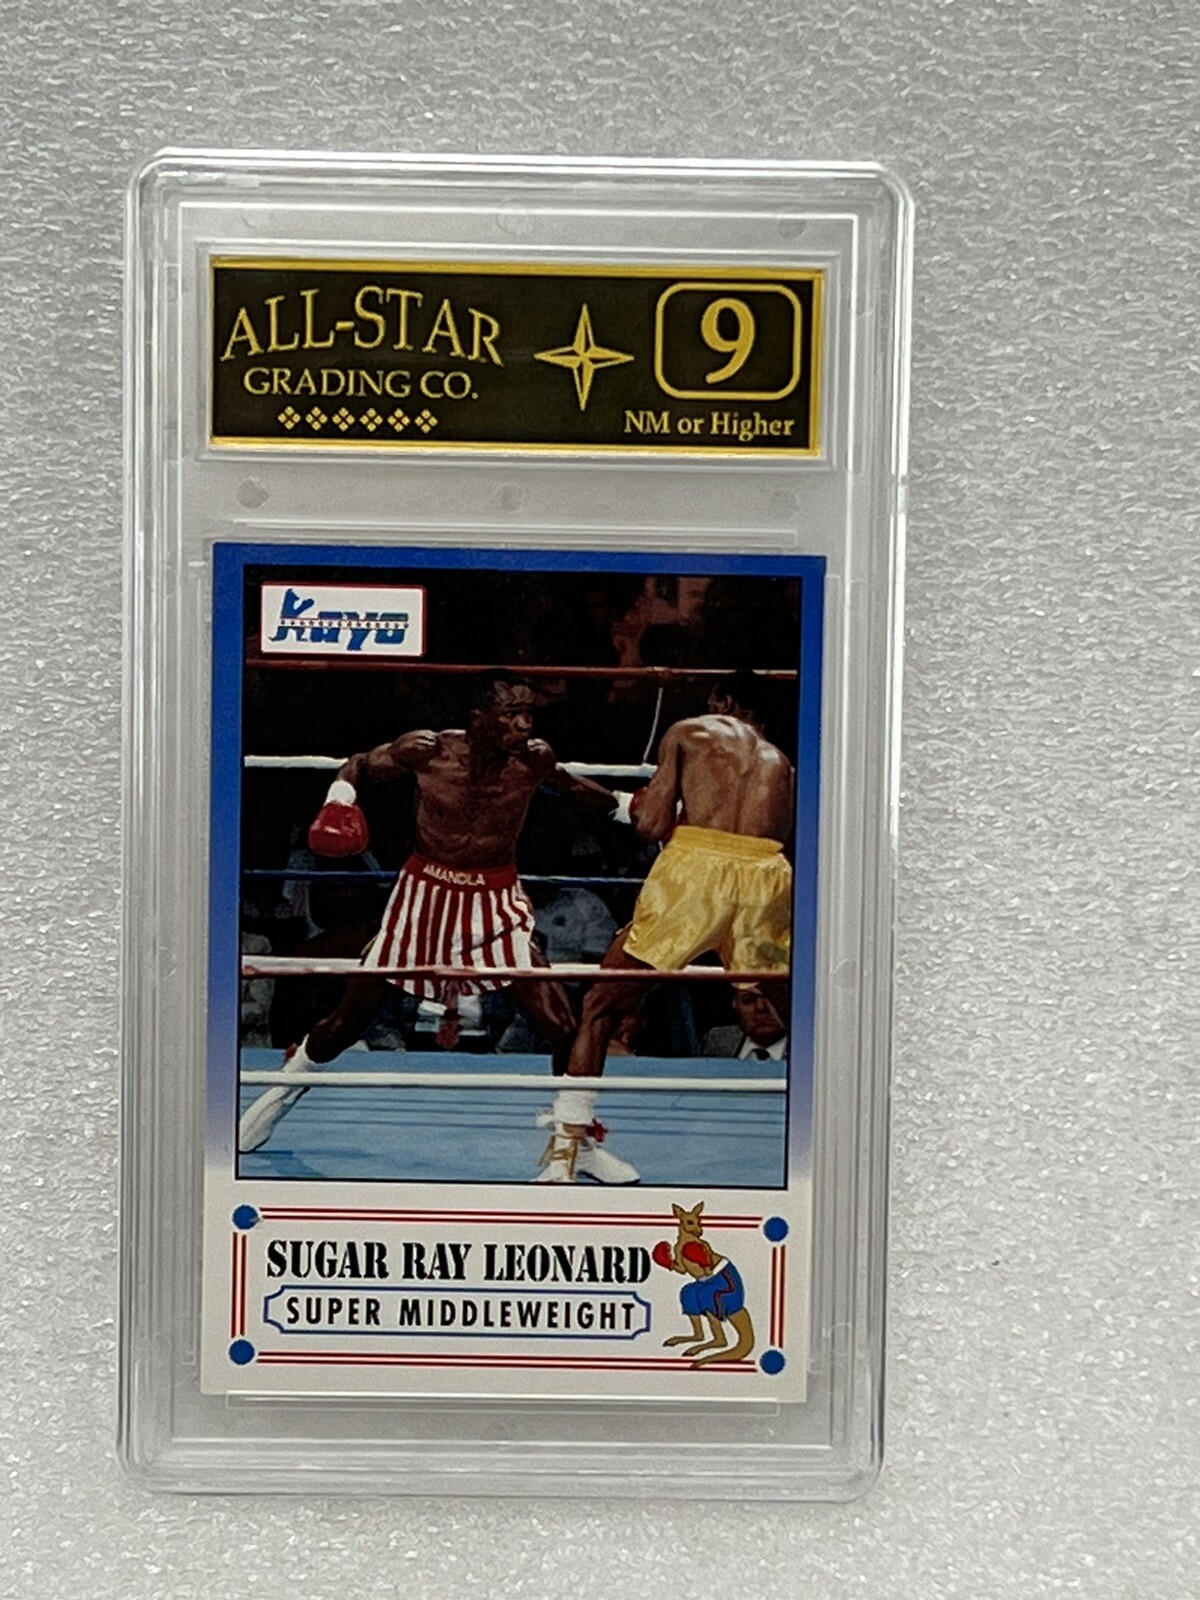 ALL-STAR
GRADING CO.
9
NM or Higher
Kayo
AMANDLA
SUGAR RAY LEONARD
SUPER MIDDLEWEIGHT